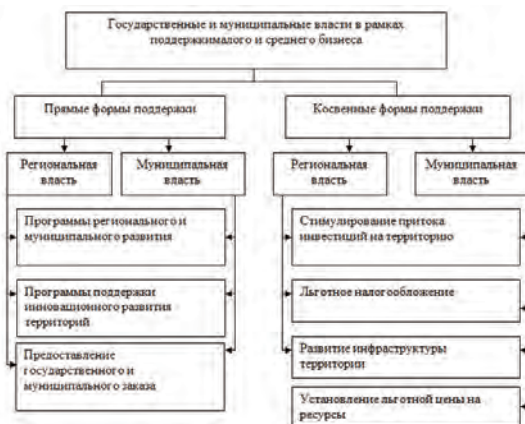 Государственные и муниципальные власти в рамках
поддержкималого и среднего бизнеса
Прямые формы поддержки
Косвенные формы поддержки
Региональная
власть
Муниципальная
власть
Региональная
власть
Муниципальная
власть
Программы регионального и
муниципального развития
Программы поддержки
инновационного развития
территорий
Предоставление
государственного и
муниципального заказа
Стимулирование притока
инвестиций на территорию
Льготное налогообложение
Развитие инфраструктуры
территории
Установление льготной цены на
ресурсы